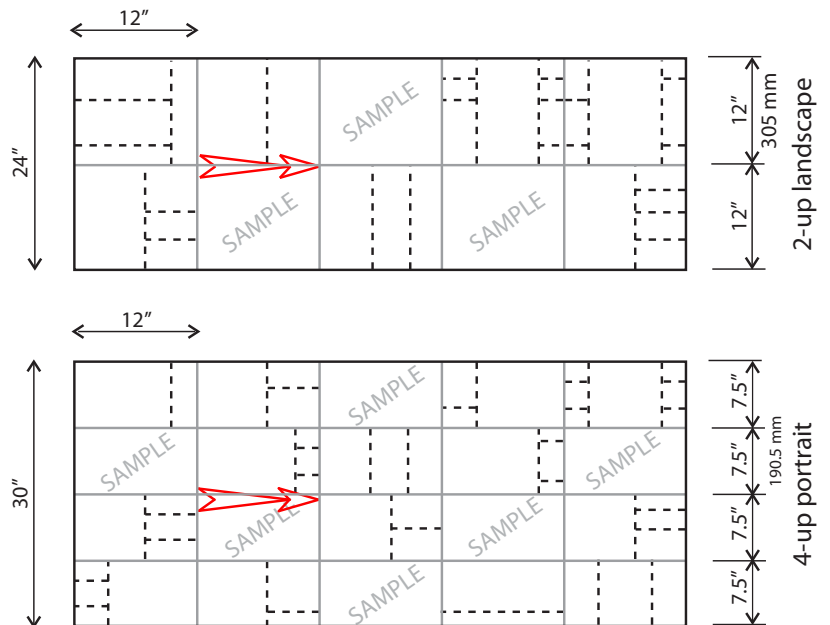 12”
SAMPLE
24”
12”
305 mm
2-up landscape
SAMPLE
SAMPLE
12”
12”
SAMPLE
7.5”
SAMPLE
SAMPLE
7.5”
190.5 mm
4-up portrait
30”
SAMPLE
SAMPLE
7.5”
SAMPLE
7.5”